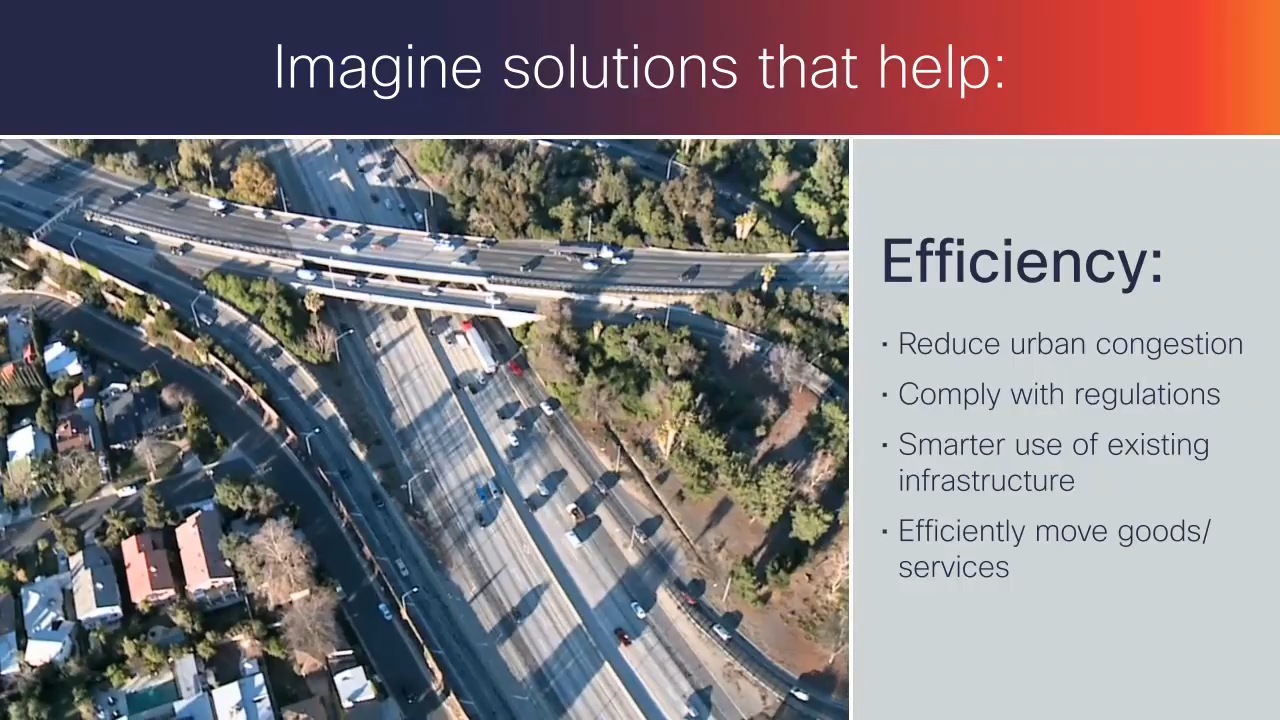 Imagine solutions that help:
Efficiency:
· Reduce urban congestion
· Comply with regulations
· Smarter use of existing
infrastructure
· Efficiently move goods/
services